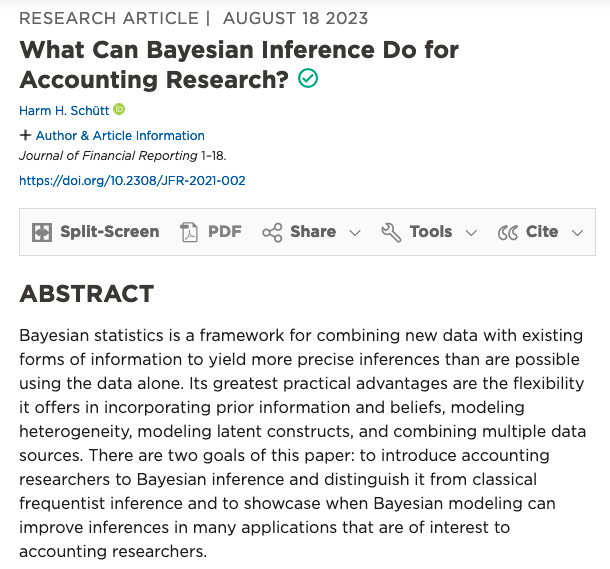 RESEARCH ARTICLE | AUGUST 18 2023
What Can Bayesian Inference Do for
Accounting Research?
Harm H. Schütt iD
+ Author & Article Information
Journal of Financial Reporting 1–18.
https://doi.org/10.2308/JFR-2021-002
Split-Screen PDF Share Tools Cite
ABSTRACT
Bayesian statistics is a framework for combining new data with existing
forms of information to yield more precise inferences than are possible
using the data alone. Its greatest practical advantages are the flexibility
it offers in incorporating prior information and beliefs, modeling
heterogeneity, modeling latent constructs, and combining multiple data
sources. There are two goals of this paper: to introduce accounting
researchers to Bayesian inference and distinguish it from classical
frequentist inference and to showcase when Bayesian modeling can
improve inferences in many applications that are of interest to
accounting researchers.